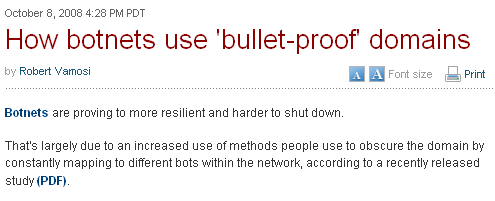 October 8, 2008 4:28 PM PDT
How botnets use 'bullet-proof' domains
by Robert Vamosi
A A Font size Print
Botnets are proving to more resilient and harder to shut down.
That's largely due to an increased use of methods people use to obscure the domain by
constantly mapping to different bots within the network, according to a recently released
study (PDF).